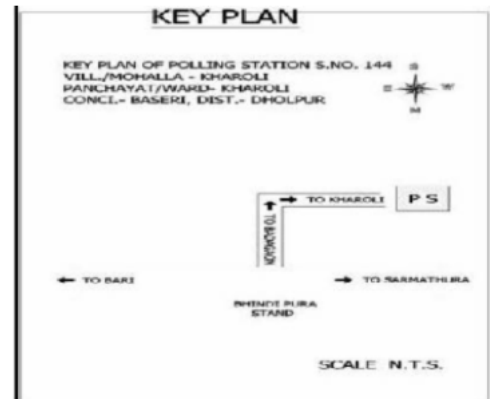 KEY PLAN
KEY PLAN OF POLLING STATION S.NO. 144
VILL./MOHALLA - KHAROLI
PANCHAYAT/WARD- KHAROLI
CONCI.- BASERI, DIST.- DHOLPUR
S
E W
N
TO KHAROLI
P S
TO BADAGAON
TO BARI
TO SARMATHURA
BHINDI PURA
STAND
SCALE N.T.S.